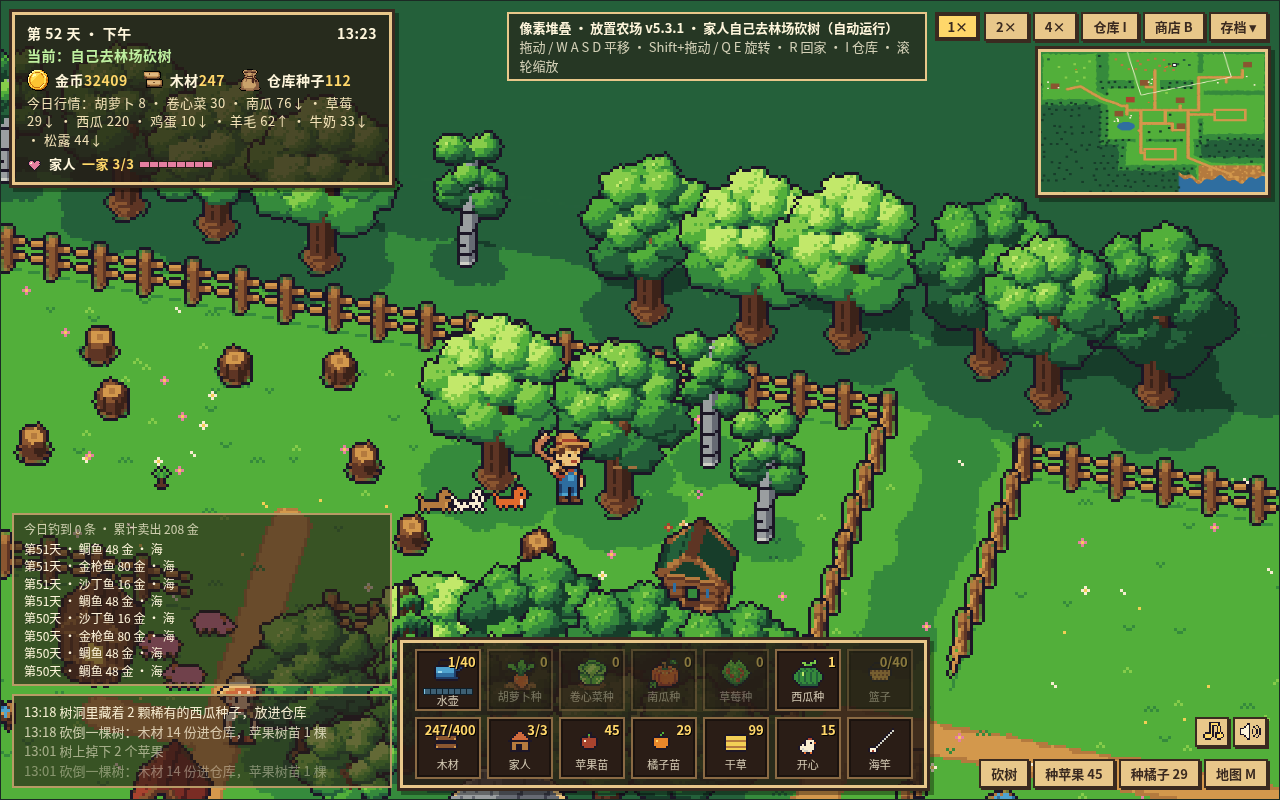 第 52 天 · 下午 13:23
当前: 自己去林场砍树
金币32409 木材247 仓库种子112
今日行情: 胡萝卜 8 · 卷心菜 30 · 南瓜 76↓ · 草莓
29↓ · 西瓜 220 · 鸡蛋 10↓ · 羊毛 62↑ · 牛奶 33↓
· 松露 44↓
家人 一家 3/3
像素堆叠 · 放置农场 v5.3.1 · 家人自己去林场砍树（自动运行）
拖动 / W A S D 平移 · Shift+拖动 / Q E 旋转 · R 回家 · I 仓库 · 滚
轮缩放
1×
2×
4×
仓库 I
商店 B
存档 ▾
今日钓到 0 条 · 累计卖出 208 金
第51天 · 鲷鱼 48 金 · 海
第51天 · 金枪鱼 80 金 · 海
第51天 · 沙丁鱼 16 金 · 海
第51天 · 鲷鱼 48 金 · 海
第50天 · 沙丁鱼 16 金 · 海
第50天 · 金枪鱼 80 金 · 海
第50天 · 鲷鱼 48 金 · 海
第50天 · 鲷鱼 48 金 · 海
13:18 树洞里藏着 2 颗稀有的西瓜种子，放进仓库
13:18 砍倒一棵树: 木材 14 份进仓库，苹果树苗 1 棵
13:01 树上掉下 2 个苹果
13:01 砍倒一棵树: 木材 14 份进仓库，苹果树苗 1 棵
1/40 水壶
0 胡萝卜种
0 卷心菜种
0 南瓜种
0 草莓种
1 西瓜种
0/40 篮子
247/400 木材
3/3 家人
45 苹果苗
29 橘子苗
99 干草
15 开心
海竿
砍树
种苹果 45
种橘子 29
地图 M